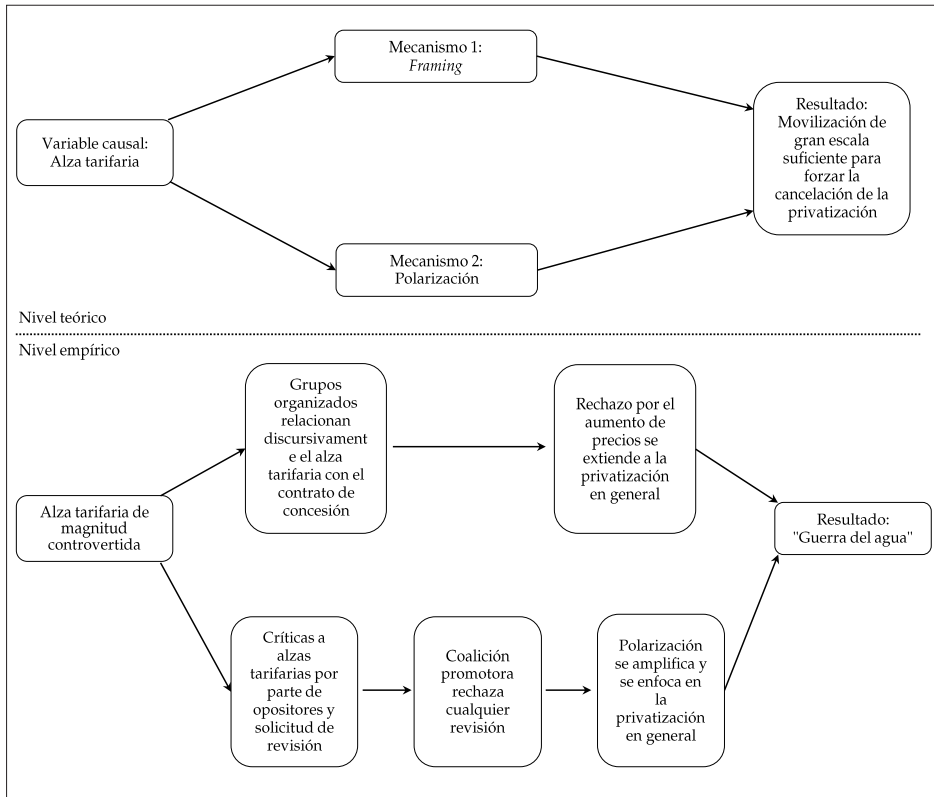 Mecanismo 1:
Framing
Variable causal:
Alza tarifaria
Resultado:
Movilización de
gran escala
suficiente para
forzar la
cancelación de la
privatización
Mecanismo 2:
Polarización
Nivel teórico
Nivel empírico
Grupos
organizados
relacionan
discursivament
e el alza
tarifaria con el
contrato de
concesión
Rechazo por el
aumento de
precios se
extiende a la
privatización
en general
Alza tarifaria de
magnitud
controvertida
Resultado:
"Guerra del agua"
Críticas a
alzas
tarifarias por
parte de
opositores y
solicitud de
revisión
Coalición
promotora
rechaza
cualquier
revisión
Polarización
se amplifica y
se enfoca en
la
privatización
en general